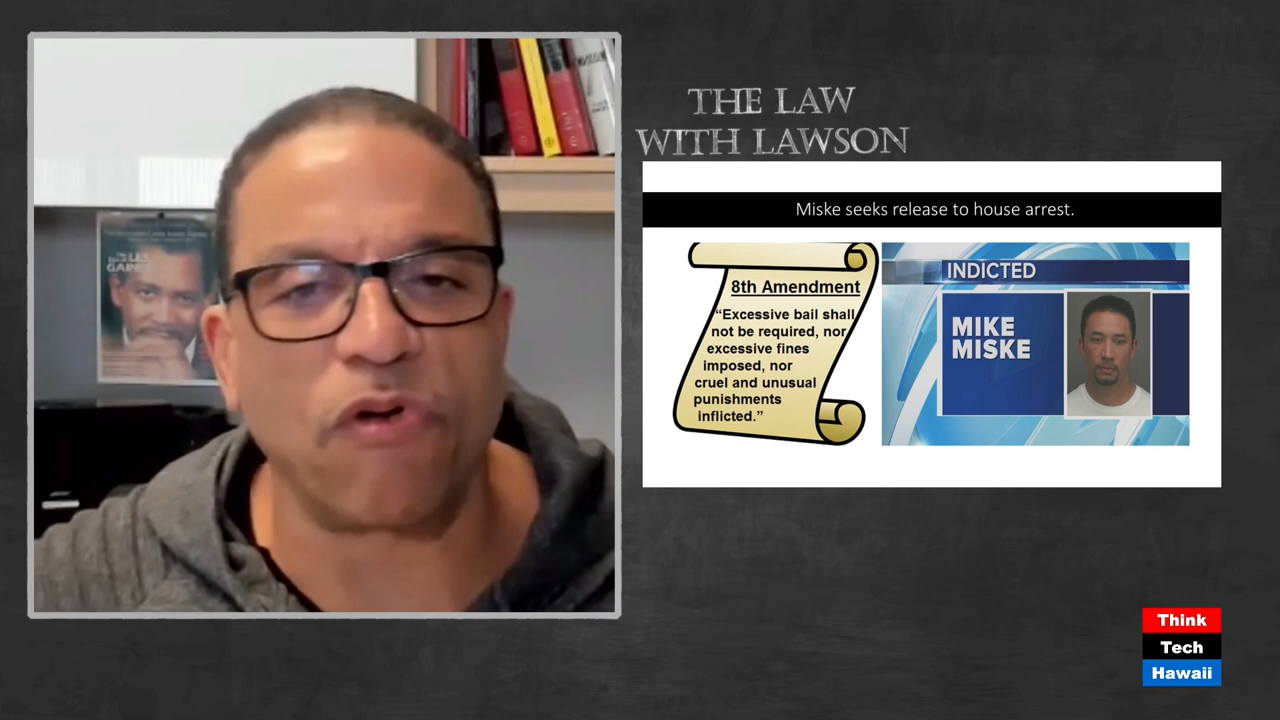 THE LAW
WITH LAWSON
Miske seeks release to house arrest.
8th Amendment
“Excessive bail shall
not be required, nor
excessive fines
imposed, nor
cruel and unusual
punishments
inflicted.”
INDICTED
MIKE
MISKE
LES
Think
Tech
Hawaii